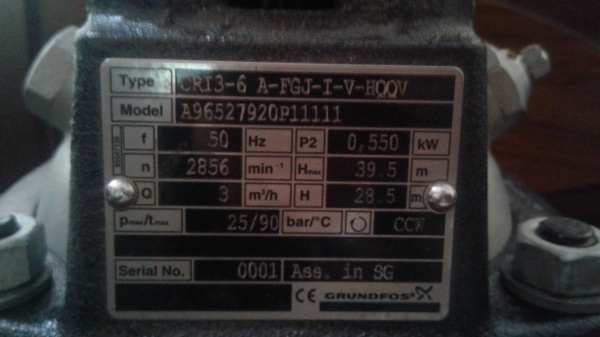 Type CRI3-6 A-FGJ-I-V-HQQV
Model A96527920P11111
f 50 Hz P2 0,550 kW
n 2856 min⁻¹ Hmax 39.5 m
Q 3 m³/h H 28.5 m
pmax/tmax 25/90 bar/°C CCW
Serial No. 0001 Ass. in SG
CE GRUNDFOS X